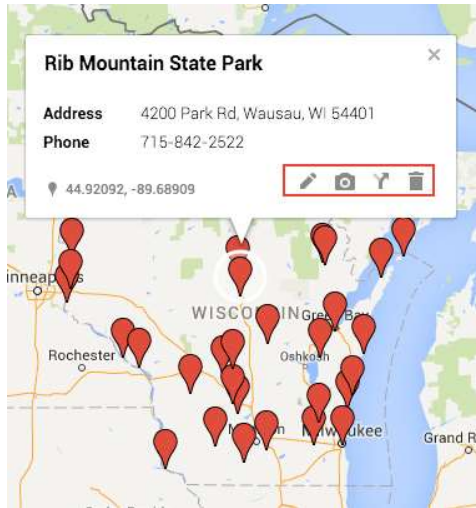 Rib Mountain State Park
Address 4200 Park Rd, Wausau, WI 54401
Phone 715-842-2522
44.92092, -89.68909
WISCONSIN
Green Bay
Rochester
Oshkosh
Grand R